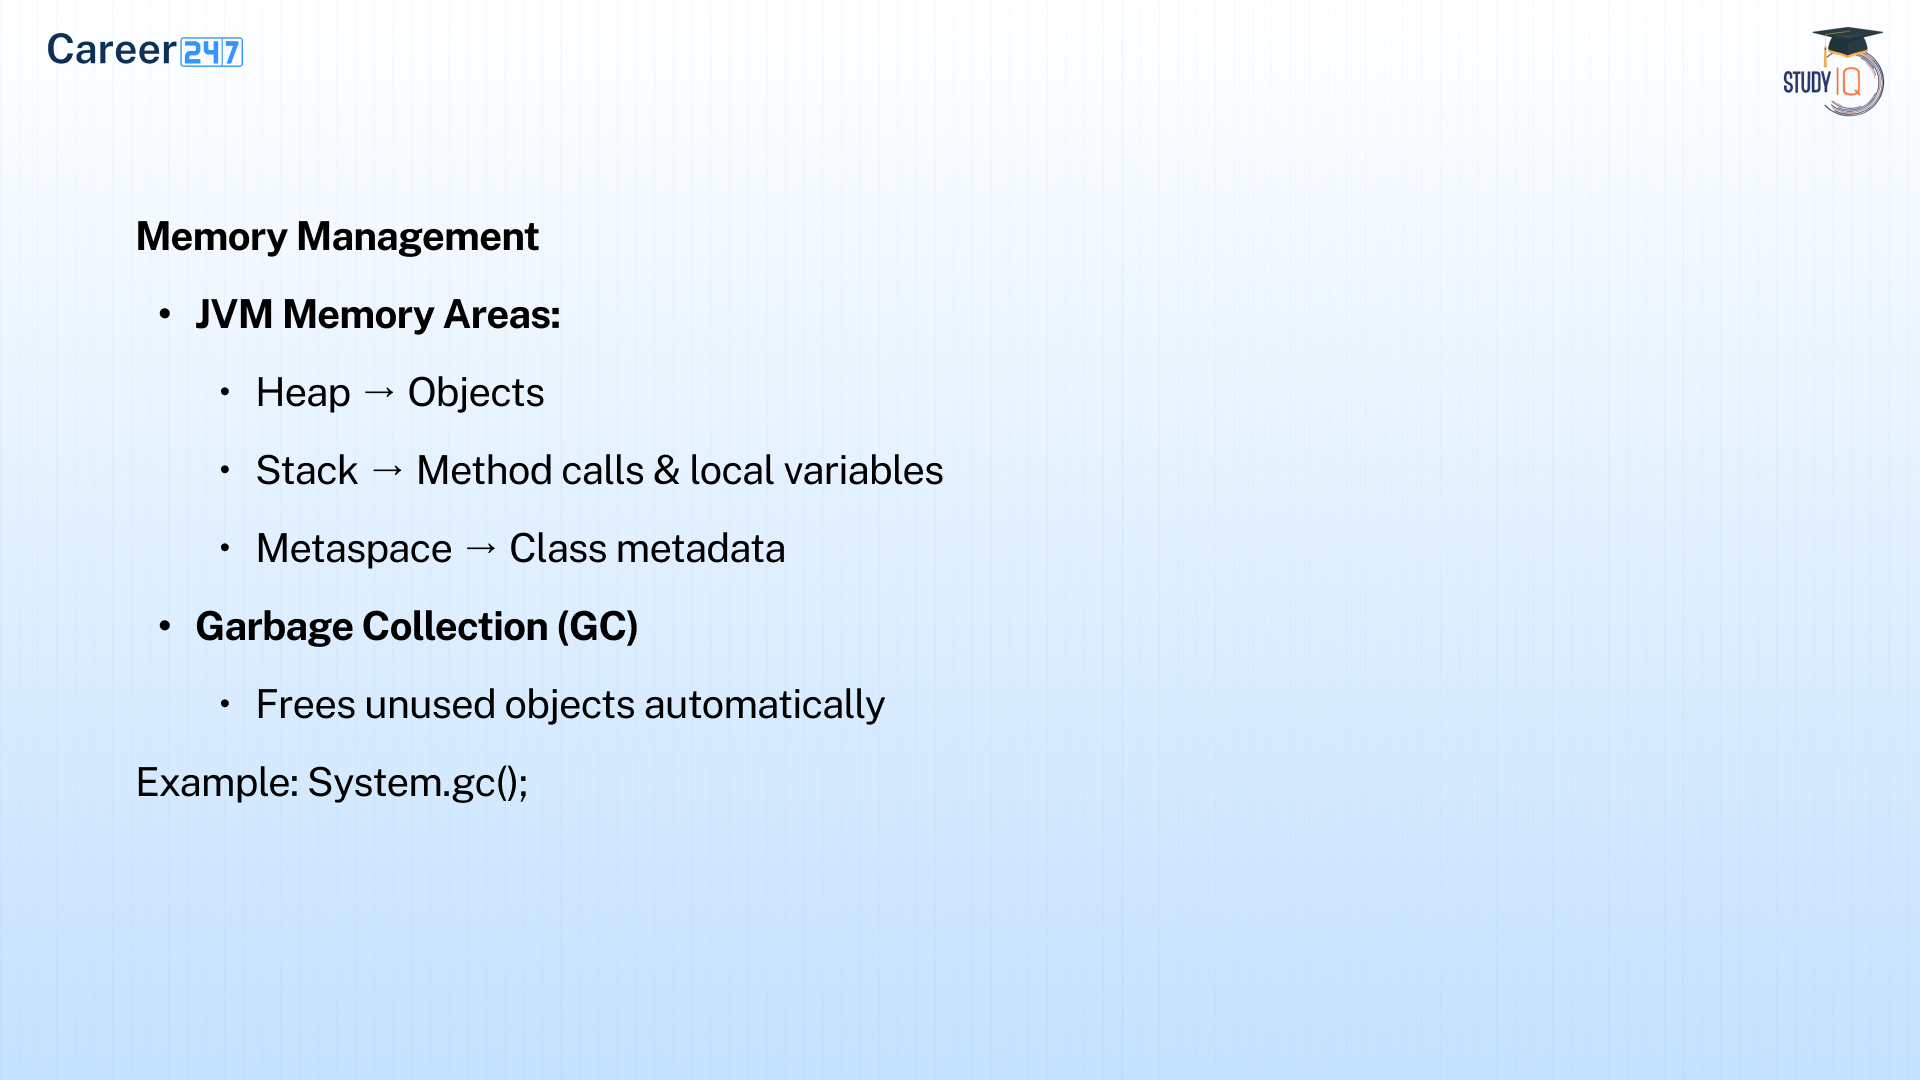 Career247
STUDY IQ
Memory Management
• JVM Memory Areas:
• Heap → Objects
• Stack → Method calls & local variables
• Metaspace → Class metadata
• Garbage Collection (GC)
• Frees unused objects automatically
Example: System.gc();